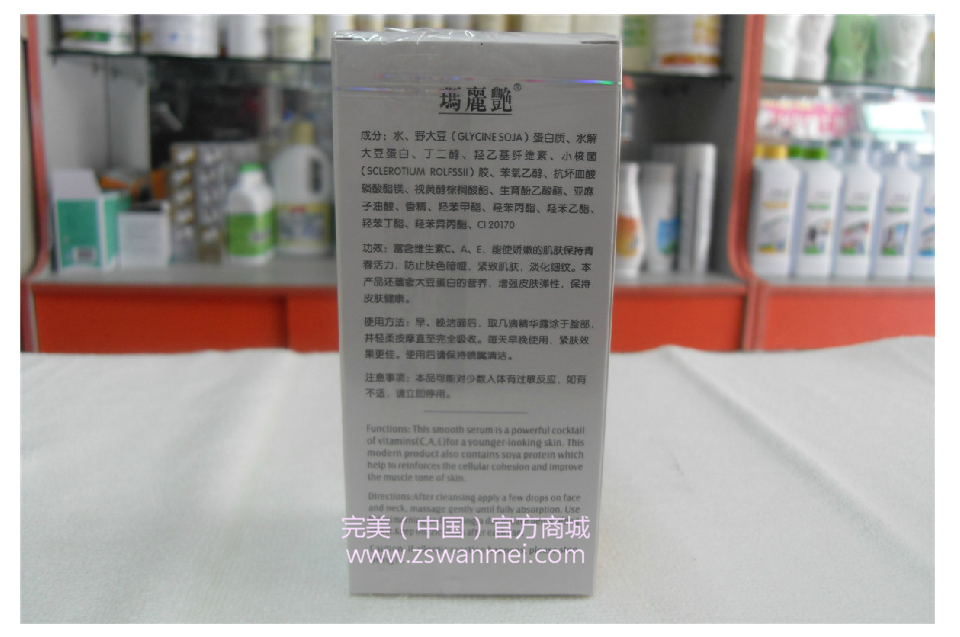 瑪麗艷®
成分：水、野大豆（GLYCINE SOJA）蛋白质、水解
大豆蛋白、丁二醇、羟乙基纤维素、小核菌
（SCLEROTIUM ROLFSSII）胶、苯氧乙醇、抗坏血酸
磷酸酯镁、视黄醇棕榈酸酯、生育酚乙酸酯、亚麻
子油酸、香精、羟苯甲酯、羟苯丙酯、羟苯乙酯、
羟苯丁酯、羟苯异丙酯、CI 20170
功效：富含维生素C、A、E，能使娇嫩的肌肤保持青
春活力，防止肤色暗哑，紧致肌肤，淡化细纹。本
产品还蕴含大豆蛋白的营养，增强皮肤弹性，保持
皮肤健康。
使用方法：早、晚洁面后，取几滴精华露涂于脸部，
并轻柔按摩直至完全吸收。每天早晚使用，紧肤效
果更佳。使用后请保持喷嘴清洁。
注意事项：本品可能对少数人体有过敏反应，如有
不适，请立即停用。
Functions: This smooth serum is a powerful cocktail
of vitamins(C,A,E)for a younger-looking skin. This
modern product also contains soya protein which
help to reinforces the cellular cohesion and improve
the muscle tone of skin.
Directions:After cleansing apply a few drops on face
and neck, massage gently until fully absorption. Use
完美（中国）官方商城
www.zswanmei.com